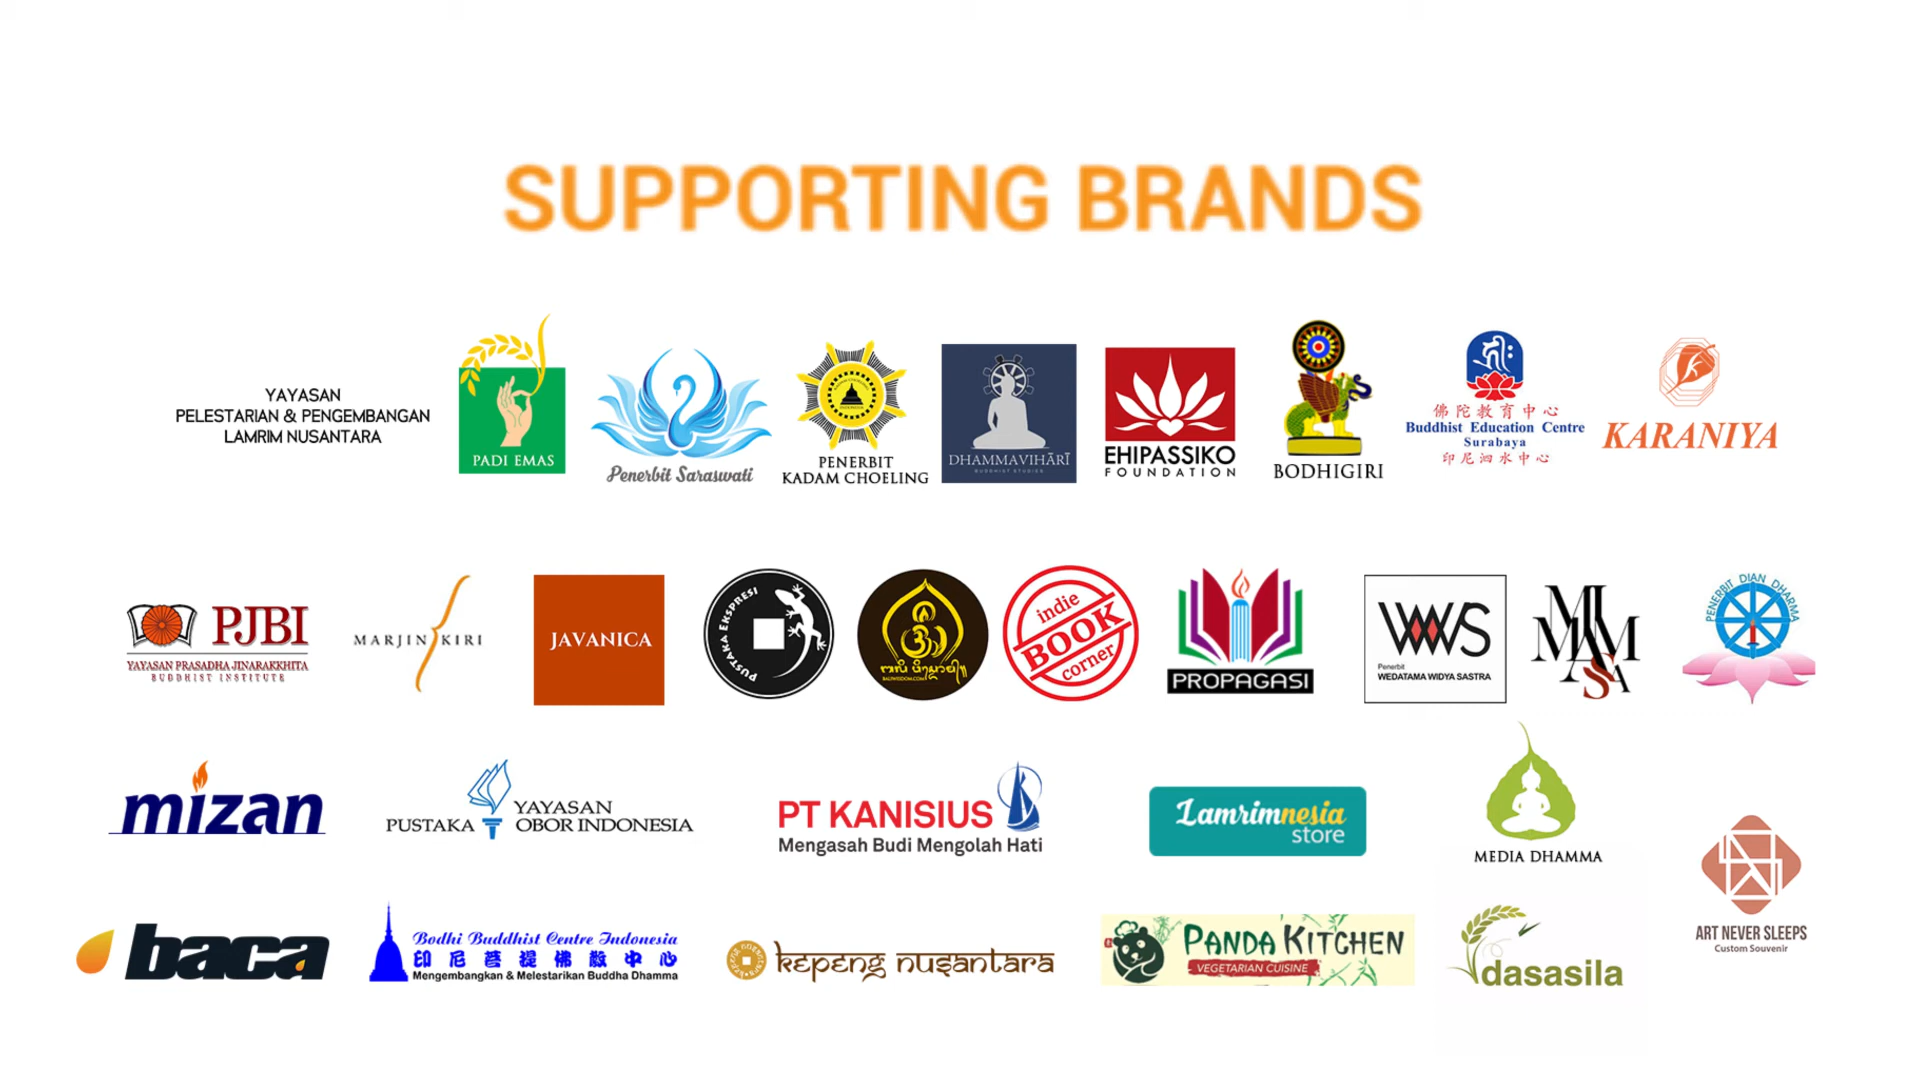 SUPPORTING BRANDS
YAYASAN
PELESTARIAN & PENGEMBANGAN
LAMRIM NUSANTARA
PADI EMAS
Penerbit Saraswati
PENERBIT
KADAM CHOELING
DHAMMAVIHĀRĪ
BUDDHIST STUDIES
EHIPASSIKO
FOUNDATION
BODHIGIRI
佛陀教育中心
Buddhist Education Centre
Surabaya
印尼泗水中心
KARANIYA
PJBI
YAYASAN PRASADHA JINARAKKHITA
BUDDHIST INSTITUTE
MARJIN KIRI
JAVANICA
PUSTAKA EKSPRESI
BALIWISDOM.COM
indie
BOOK
corner
PROPAGASI
WWS
Penerbit
WEDATAMA WIDYA SASTRA
PENERBIT DIAN DHARMA
mizan
PUSTAKA
YAYASAN
OBOR INDONESIA
PT KANISIUS
Mengasah Budi Mengolah Hati
Lamrimnesia
store
MEDIA DHAMMA
ART NEVER SLEEPS
Custom Souvenir
baca
Bodhi Buddhist Centre Indonesia
印尼菩提佛教中心
Mengembangkan & Melestarikan Buddha Dhamma
kepeng nusantara
PANDA KITCHEN
VEGETARIAN CUISINE
dasasila